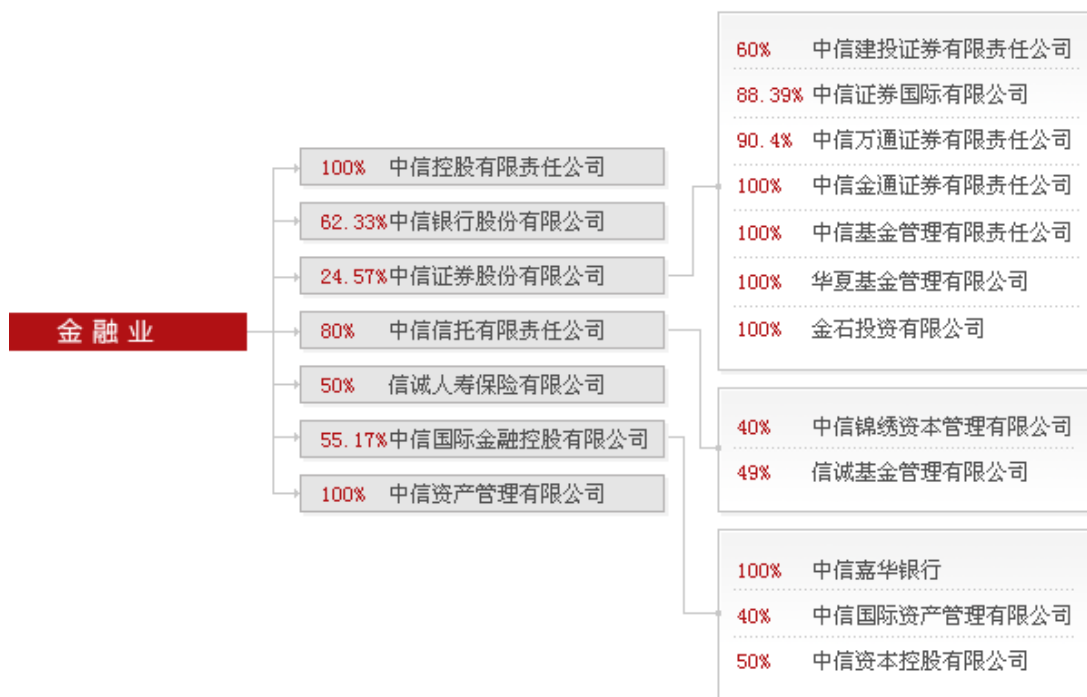 金融业
100% 中信控股有限责任公司
62.33%中信银行股份有限公司
24.57%中信证券股份有限公司
80% 中信信托有限责任公司
50% 信诚人寿保险有限公司
55.17%中信国际金融控股有限公司
100% 中信资产管理有限公司
60% 中信建投证券有限责任公司
88.39% 中信证券国际有限公司
90.4% 中信万通证券有限责任公司
100% 中信金通证券有限责任公司
100% 中信基金管理有限责任公司
100% 华夏基金管理有限公司
100% 金石投资有限公司
40% 中信锦绣资本管理有限公司
49% 信诚基金管理有限公司
100% 中信嘉华银行
40% 中信国际资产管理有限公司
50% 中信资本控股有限公司